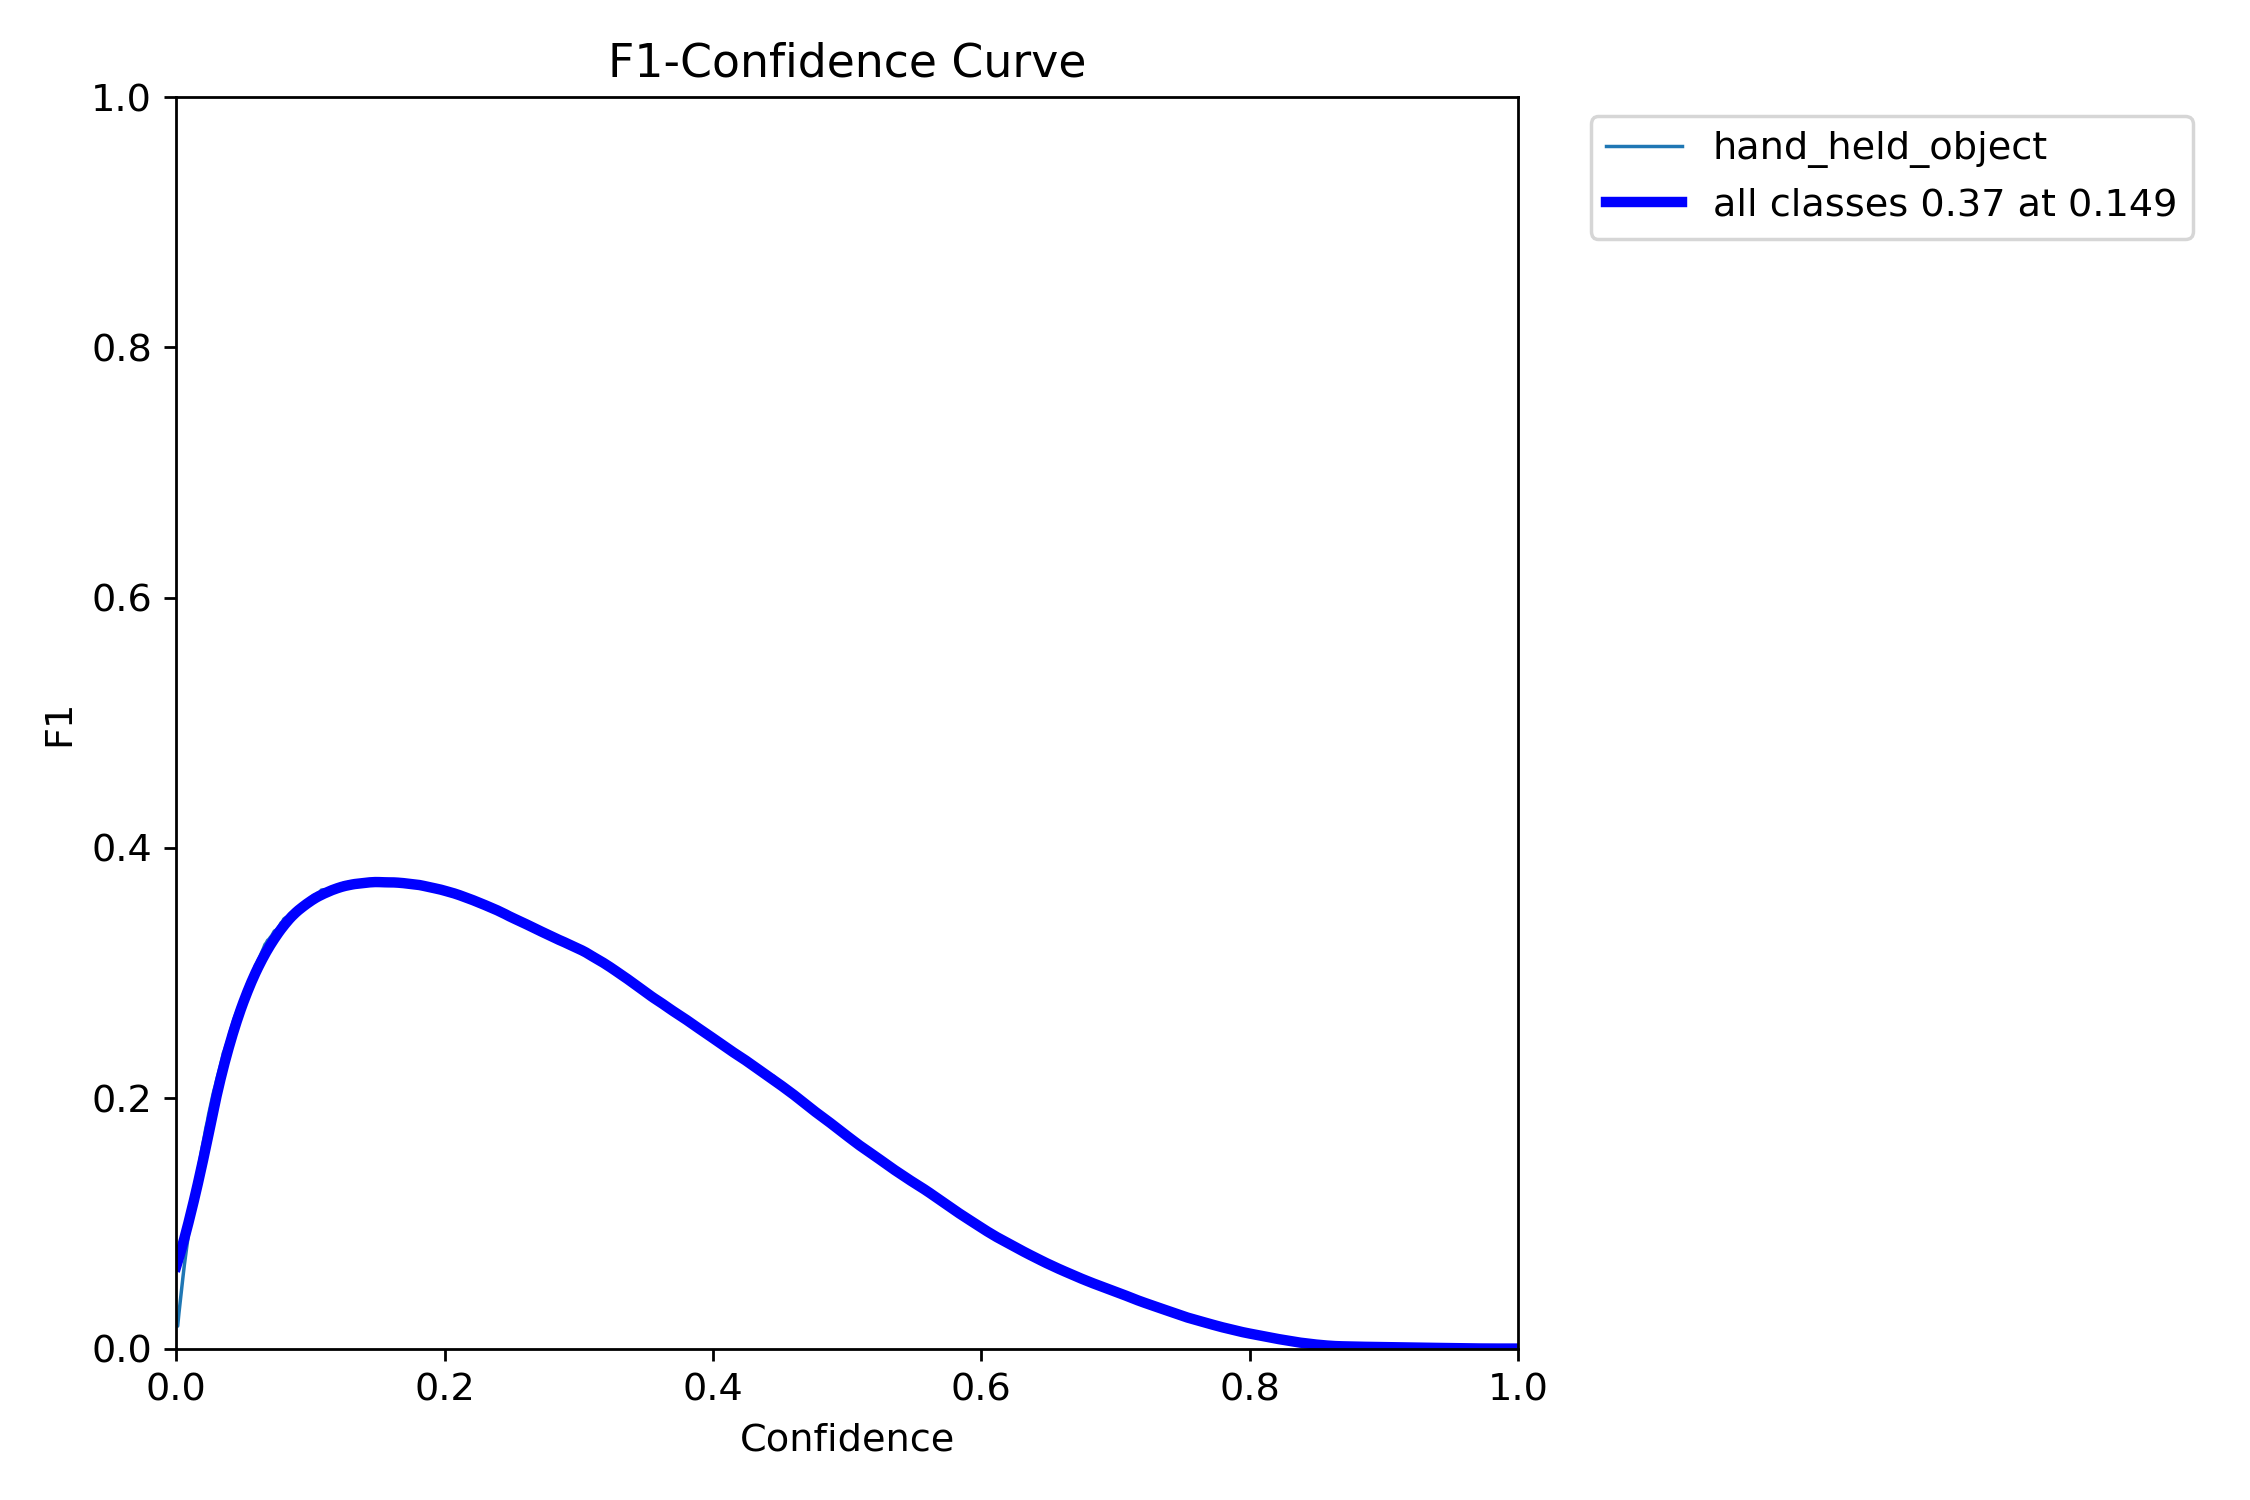 F1-Confidence Curve
1.0
0.8
0.6
0.4
0.2
0.0
F1
0.0 0.2 0.4 0.6 0.8 1.0
Confidence
hand_held_object
all classes 0.37 at 0.149